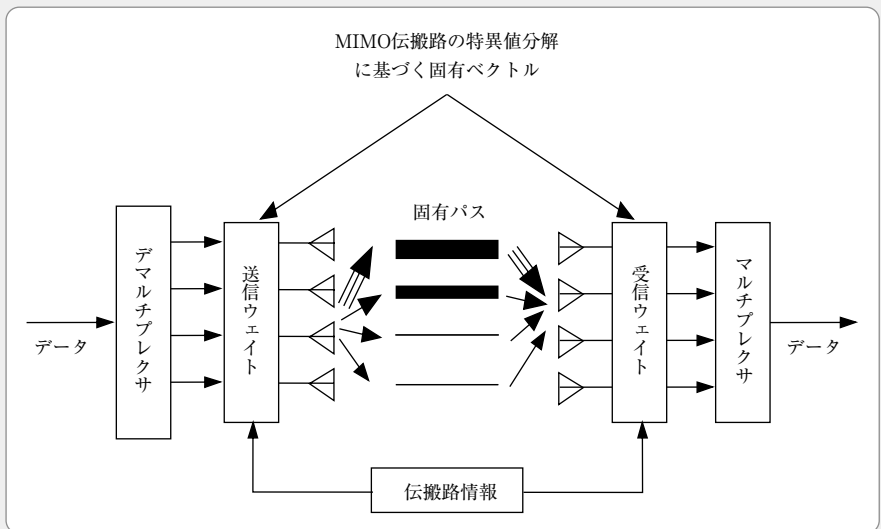 MIMO伝搬路の特異値分解
に基づく固有ベクトル
固有パス
データ
デマルチプレクサ
送信ウェイト
受信ウェイト
マルチプレクサ
データ
伝搬路情報